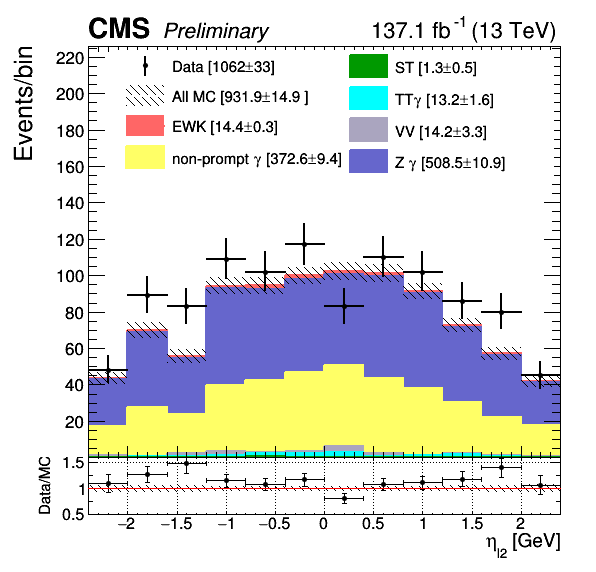 CMS Preliminary 137.1 fb⁻¹ (13 TeV)
Events/bin
220
200
180
160
140
120
100
80
60
40
20
Data [1062±33]
All MC [931.9±14.9 ]
EWK [14.4±0.3]
non-prompt γ [372.6±9.4]
ST [1.3±0.5]
TTγ [13.2±1.6]
VV [14.2±3.3]
Z γ [508.5±10.9]
Data/MC
1.5
1
0.5
−2 −1.5 −1 −0.5 0 0.5 1 1.5 2
η_l2 [GeV]